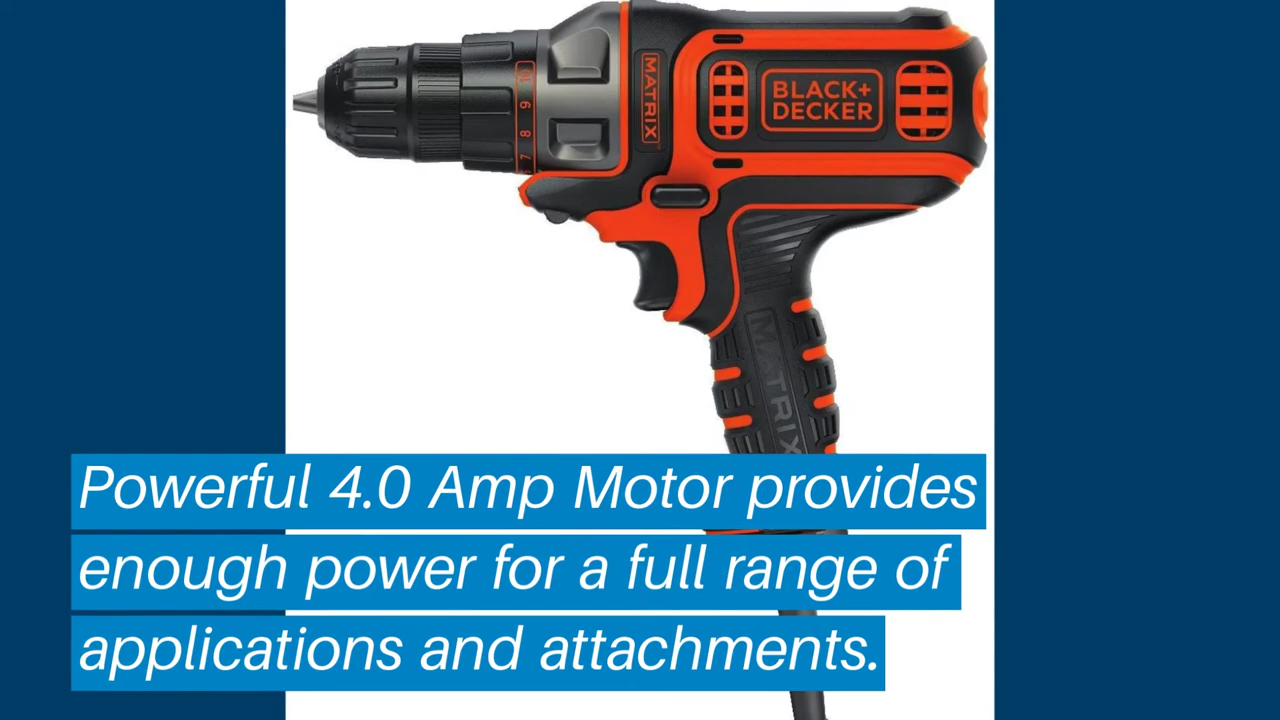 MATRIX
BLACK+
DECKER
10
9
8
7
MATRIX
Powerful 4.0 Amp Motor provides
enough power for a full range of
applications and attachments.